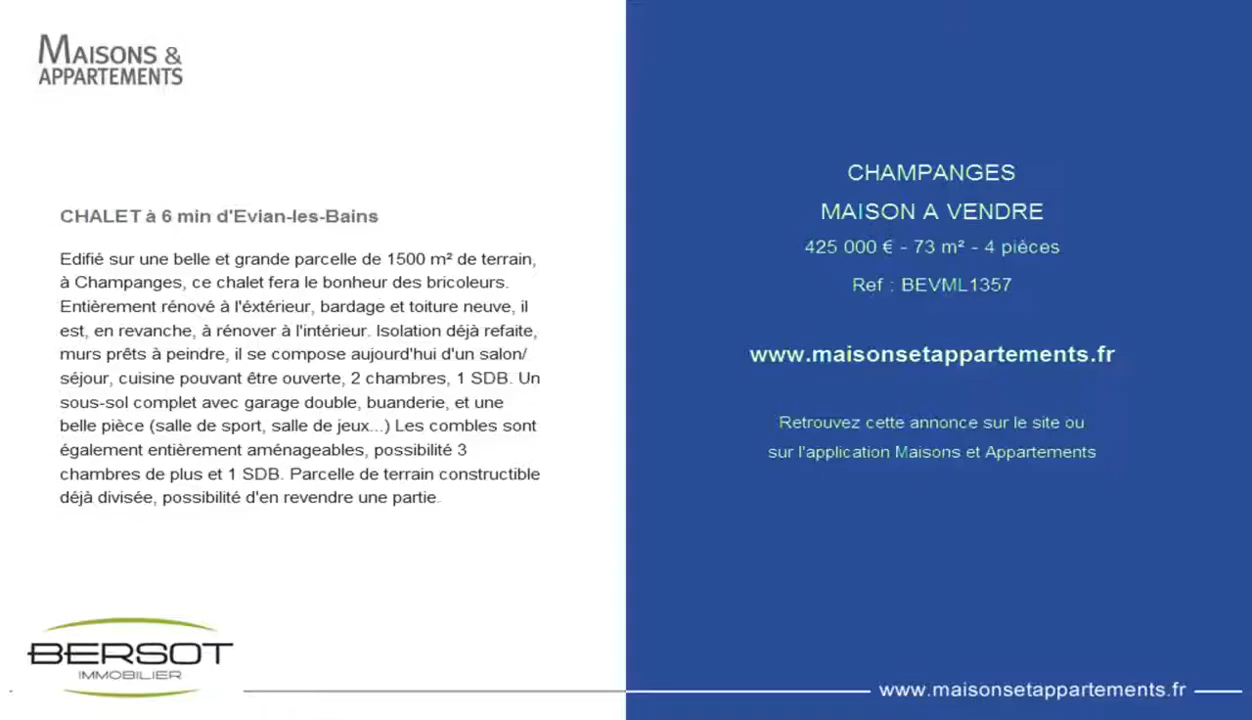 MAISONS &
APPARTEMENTS
CHALET à 6 min d'Evian-les-Bains
Edifié sur une belle et grande parcelle de 1500 m² de terrain,
à Champanges, ce chalet fera le bonheur des bricoleurs.
Entièrement rénové à l'éxtérieur, bardage et toiture neuve, il
est, en revanche, à rénover à l'intérieur. Isolation déjà refaite,
murs prêts à peindre, il se compose aujourd'hui d'un salon/
séjour, cuisine pouvant être ouverte, 2 chambres, 1 SDB. Un
sous-sol complet avec garage double, buanderie, et une
belle pièce (salle de sport, salle de jeux...) Les combles sont
également entièrement aménageables, possibilité 3
chambres de plus et 1 SDB. Parcelle de terrain constructible
déjà divisée, possibilité d'en revendre une partie.
BERSOT
IMMOBILIER
CHAMPANGES
MAISON A VENDRE
425 000 € - 73 m² - 4 pièces
Ref : BEVML1357
www.maisonsetappartements.fr
Retrouvez cette annonce sur le site ou
sur l'application Maisons et Appartements
www.maisonsetappartements.fr